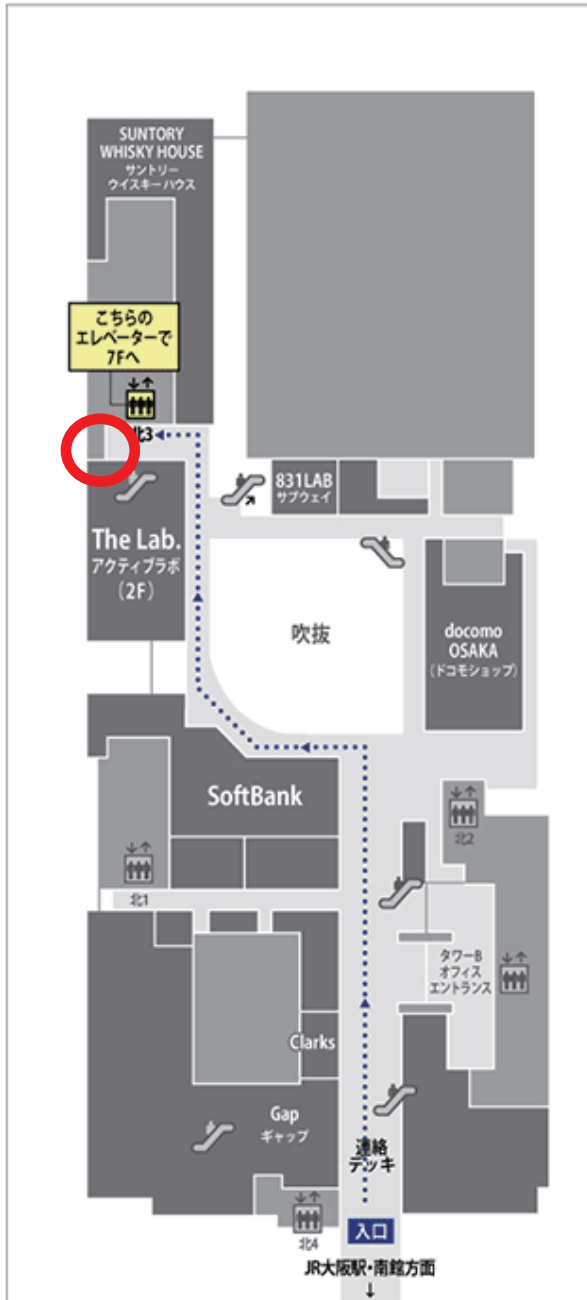 SUNTORY
WHISKY HOUSE
サントリー
ウイスキーハウス
こちらの
エレベーターで
7Fへ
北3
831LAB
サブウェイ
The Lab.
アクティブラボ
(2F)
吹抜
docomo
OSAKA
(ドコモショップ)
SoftBank
北2
北1
タワーB
オフィス
エントランス
Clarks
Gap
ギャップ
連絡
デッキ
入口
北4
JR大阪駅・南館方面